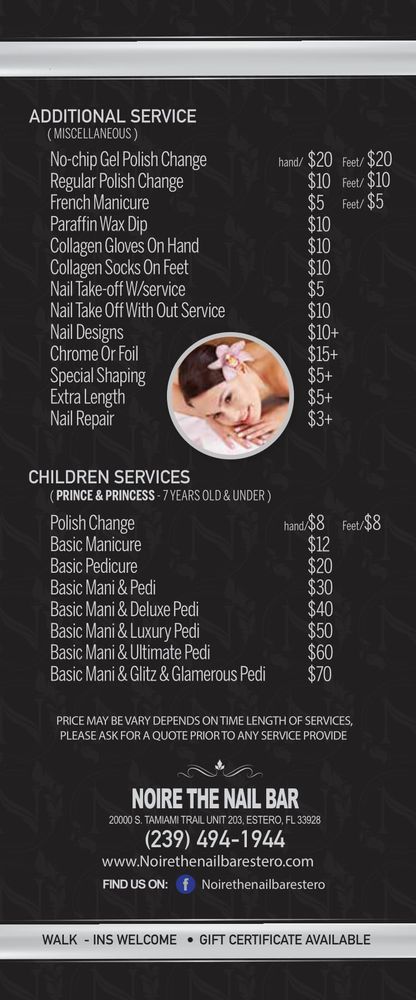 ADDITIONAL SERVICE
( MISCELLANEOUS )
No-chip Gel Polish Change hand/ $20 Feet/ $20
Regular Polish Change $10 Feet/ $10
French Manicure $5 Feet/ $5
Paraffin Wax Dip $10
Collagen Gloves On Hand $10
Collagen Socks On Feet $10
Nail Take-off W/service $5
Nail Take Off With Out Service $10
Nail Designs $10+
Chrome Or Foil $15+
Special Shaping $5+
Extra Length $5+
Nail Repair $3+
CHILDREN SERVICES
( PRINCE & PRINCESS - 7 YEARS OLD & UNDER )
Polish Change hand/$8 Feet/$8
Basic Manicure $12
Basic Pedicure $20
Basic Mani & Pedi $30
Basic Mani & Deluxe Pedi $40
Basic Mani & Luxury Pedi $50
Basic Mani & Ultimate Pedi $60
Basic Mani & Glitz & Glamerous Pedi $70
PRICE MAY BE VARY DEPENDS ON TIME LENGTH OF SERVICES,
PLEASE ASK FOR A QUOTE PRIOR TO ANY SERVICE PROVIDE
NOIRE THE NAIL BAR
20000 S. TAMIAMI TRAIL UNIT 203, ESTERO, FL 33928
(239) 494-1944
www.Noirethenailbarestero.com
FIND US ON: f Noirethenailbarestero
WALK - INS WELCOME • GIFT CERTIFICATE AVAILABLE